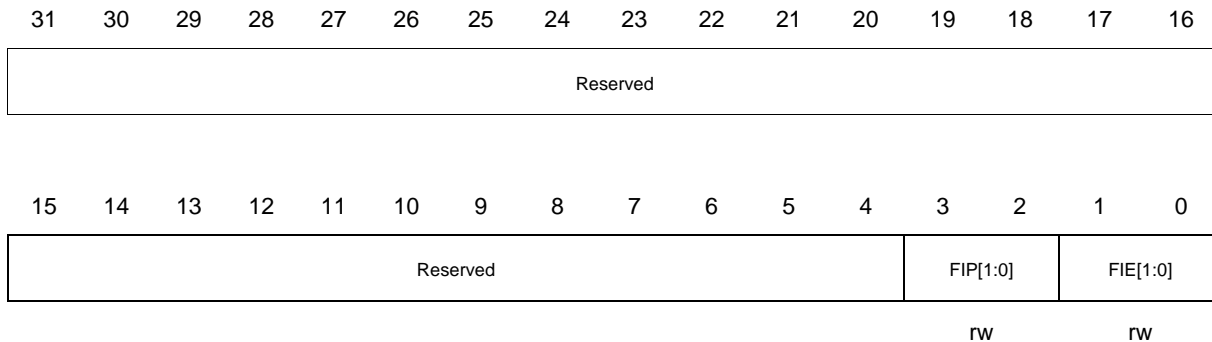 31 30 29 28 27 26 25 24 23 22 21 20 19 18 17 16
Reserved
15 14 13 12 11 10 9 8 7 6 5 4 3 2 1 0
Reserved FIP[1:0] FIE[1:0]
rw rw